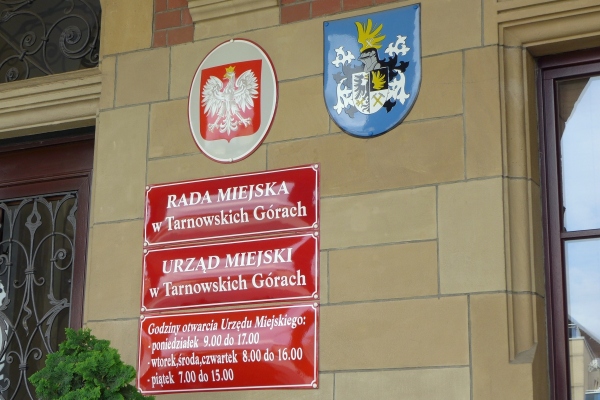 RADA MIEJSKA
w Tarnowskich Górach
URZĄD MIEJSKI
w Tarnowskich Górach
Godziny otwarcia Urzędu Miejskiego:
- poniedziałek 9.00 do 17.00
- wtorek,środa,czwartek 8.00 do 16.00
- piątek 7.00 do 15.00